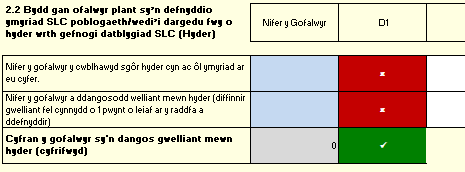 2.2 Bydd gan ofalwyr plant sy'n defnyddio
ymyriad SLC poblogaeth/wedi'i dargedu fwy o
hyder wrth gefnogi datblygiad SLC (Hyder)
Nifer y Gofalwyr
D1
Nifer y gofalwyr y cwblhawyd sgôr hyder cyn ac ôl ymyriad ar
eu cyfer.
×
Nifer y gofalwyr a ddangosodd welliant mewn hyder (diffinnir
gwelliant fel cynnydd o 1 pwynt o leiaf ar y raddfa a
ddefnyddir)
×
Cyfran y gofalwyr sy'n dangos gwelliant mewn
hyder (cyfrifwyd)
0
✓